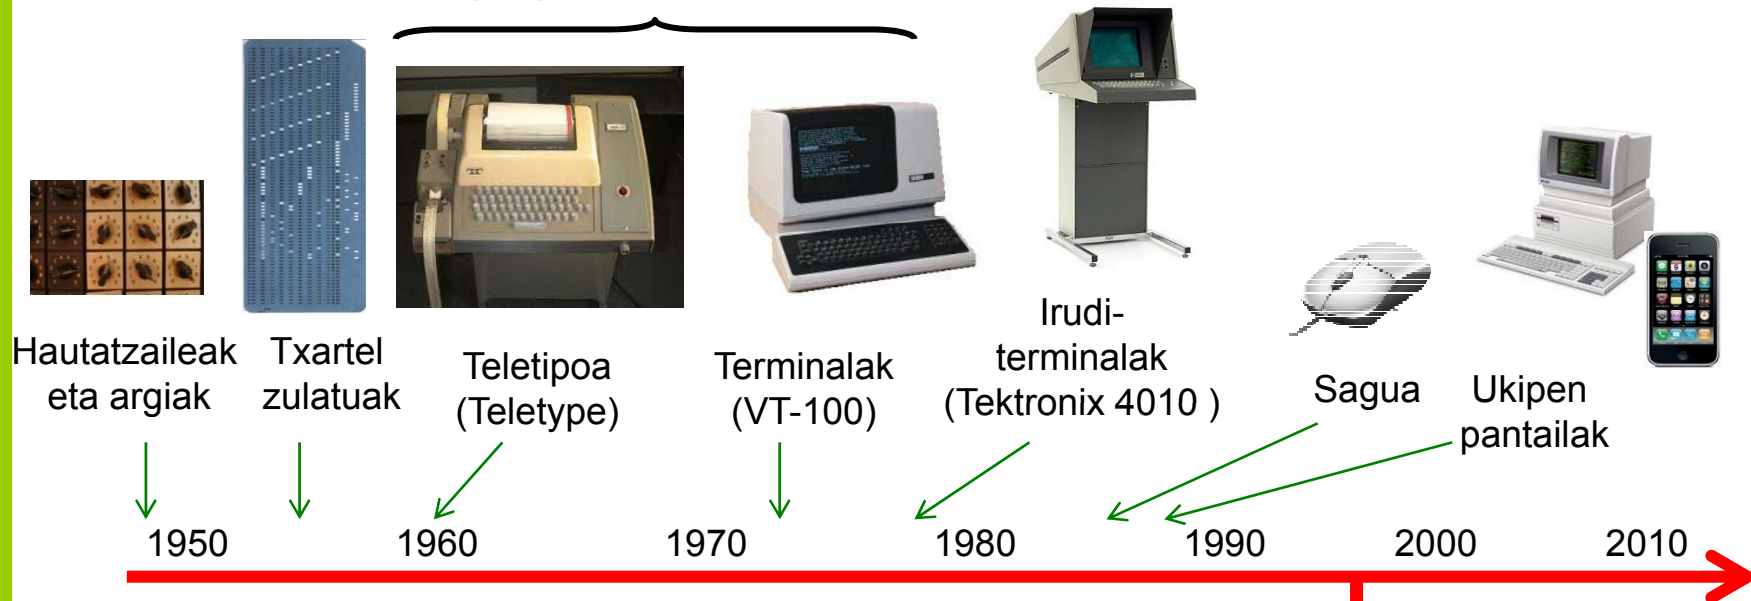 Hautatzaileak
eta argiak
Txartel
zulatuak
Teletipoa
(Teletype)
Terminalak
(VT-100)
Irudi-
terminalak
(Tektronix 4010 )
Sagua
Ukipen
pantailak
1950
1960
1970
1980
1990
2000
2010